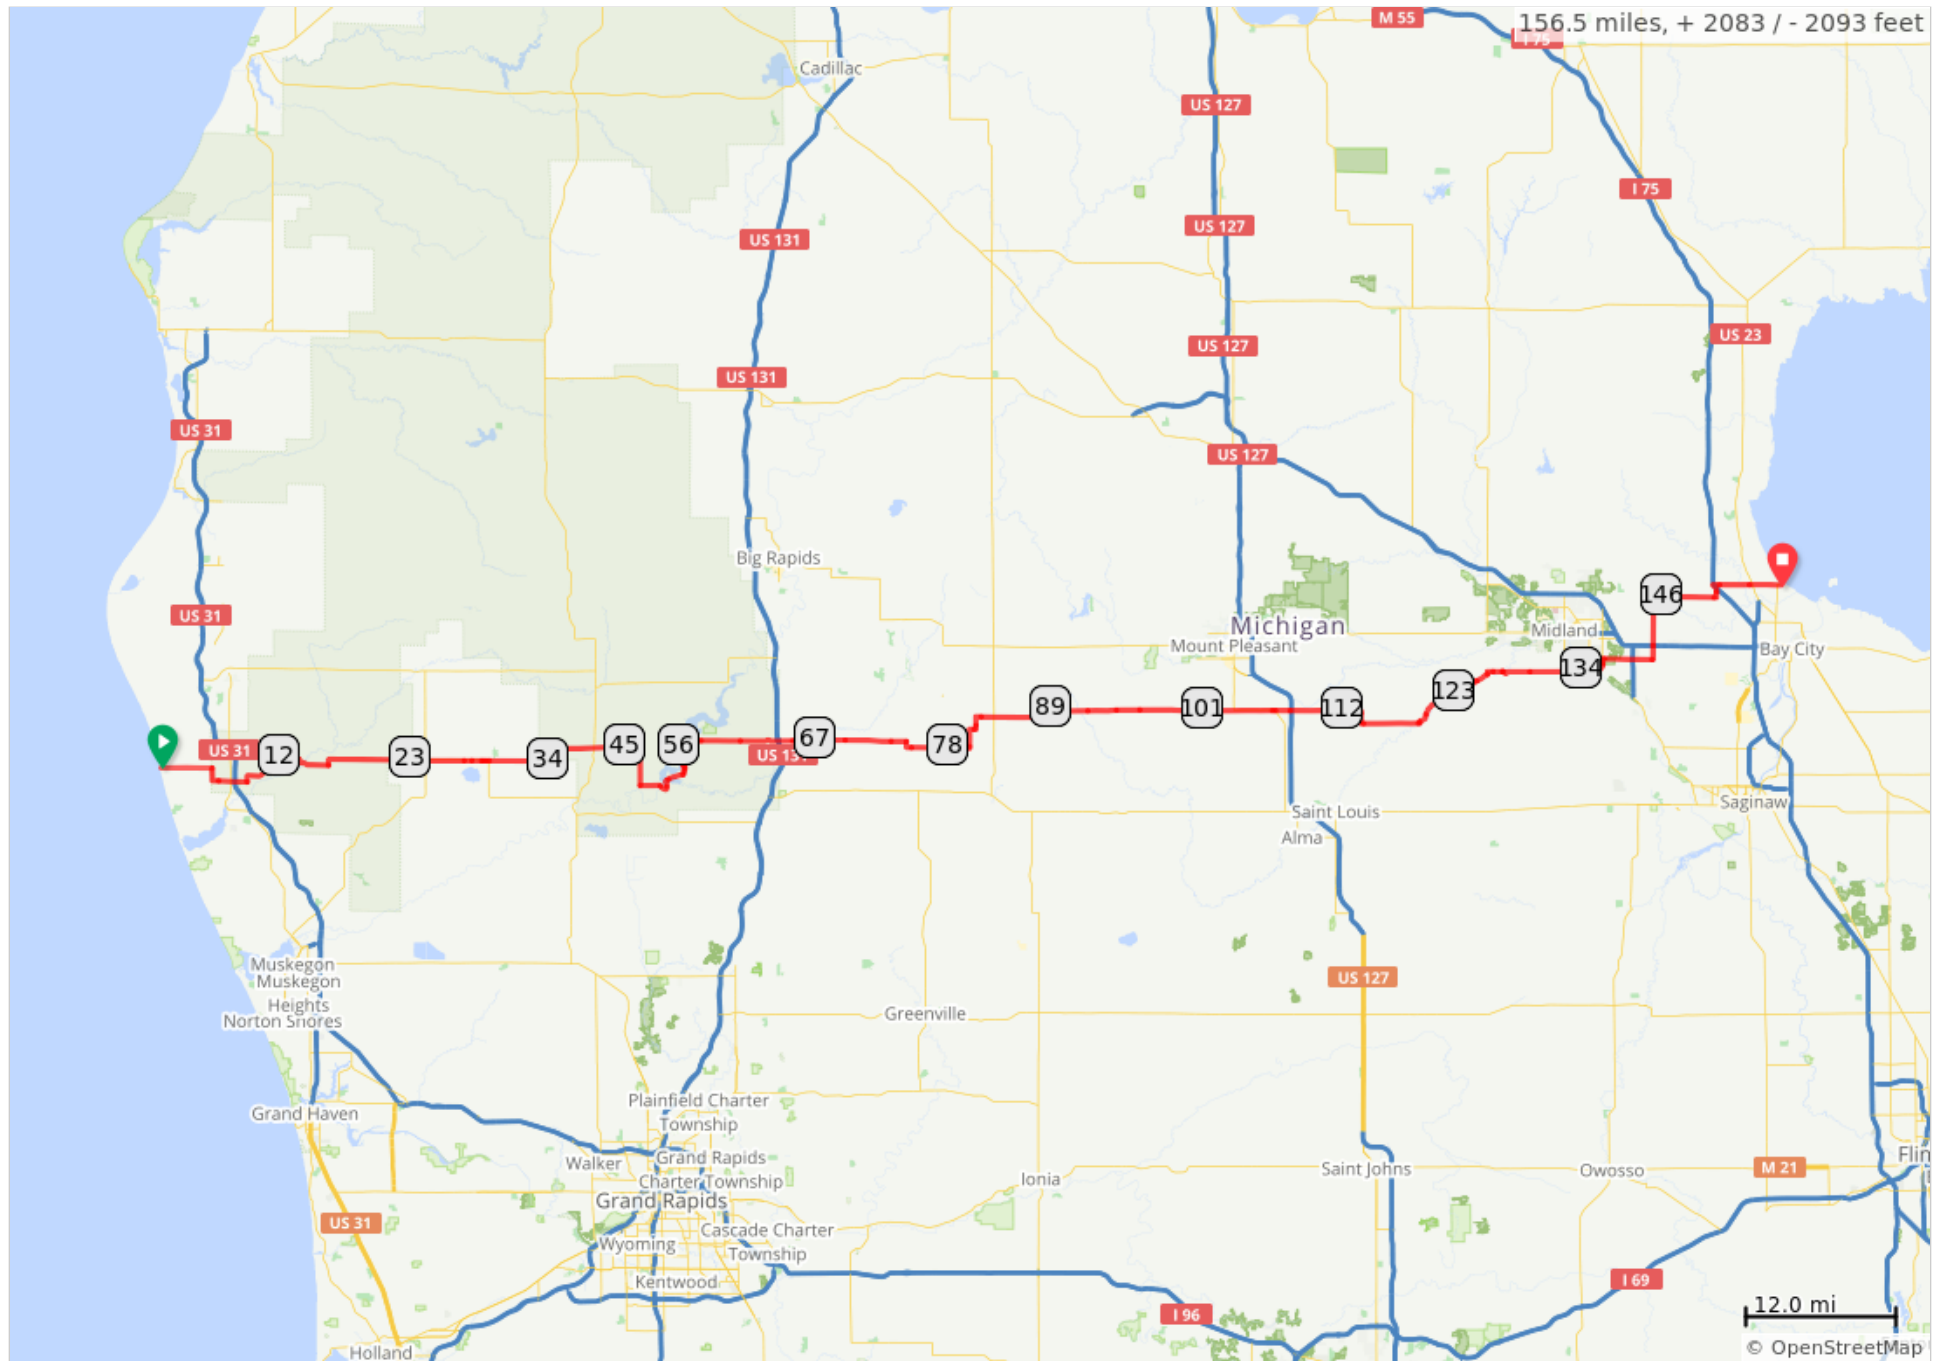 M 55
156.5 miles, + 2083 / - 2093 feet
I 75
Cadillac
US 127
I 75
US 127
US 131
US 23
US 127
US 131
US 31
US 127
Big Rapids
146
US 31
Michigan
Midland
Mount Pleasant
Bay City
134
123
89
101
112
US 31
12
23
34
45
56
67
78
US 13
Saginaw
Saint Louis
Alma
Muskegon
Muskegon
Heights
Norton Shores
US 127
Greenville
Plainfield Charter
Township
Grand Haven
Walker
Grand Rapids
Charter Township
Grand Rapids
Ionia
Saint Johns
Owosso
M 21
Flin
US 31
Wyoming
Cascade Charter
Township
Kentwood
I 69
I 96
12.0 mi
Holland
© OpenStreetMap